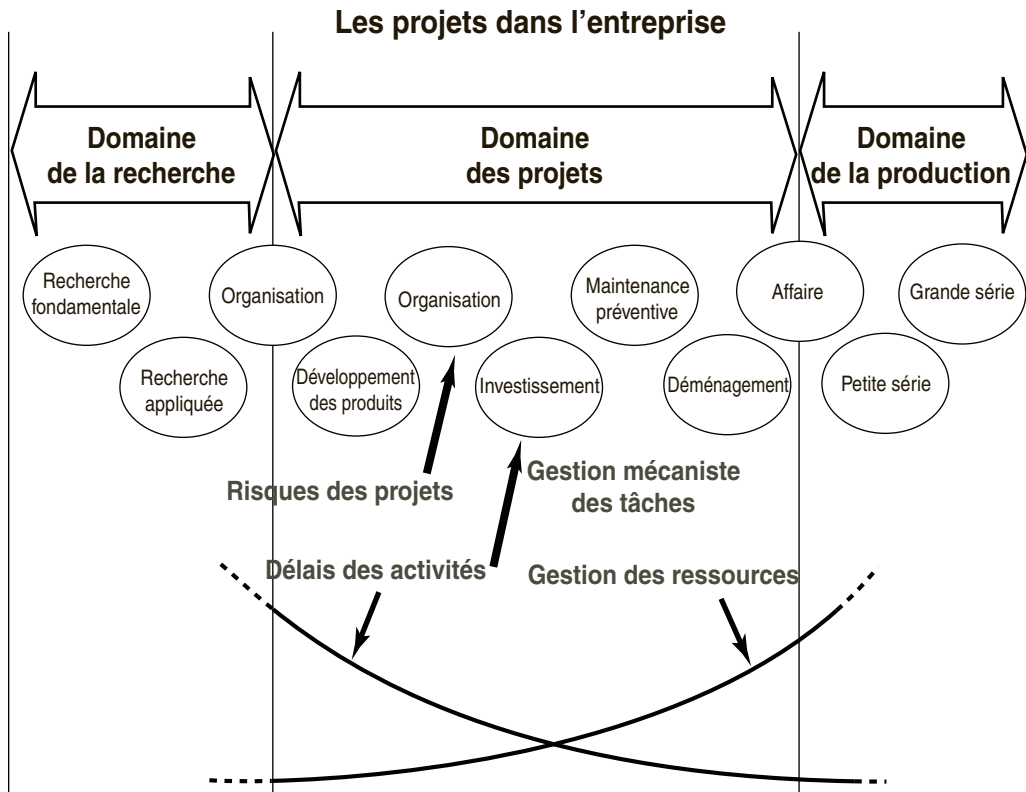 Les projets dans l'entreprise
Domaine
de la recherche
Domaine
des projets
Domaine
de la production
Recherche
fondamentale
Organisation
Organisation
Maintenance
préventive
Affaire
Grande série
Recherche
appliquée
Développement
des produits
Investissement
Déménagement
Petite série
Risques des projets
Gestion mécaniste
des tâches
Délais des activités
Gestion des ressources